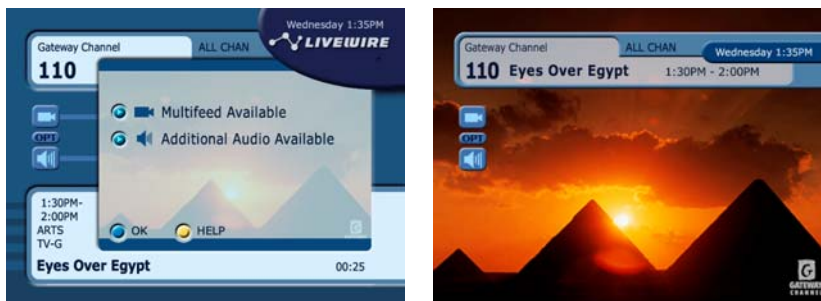 Wednesday 1:35PM
LIVEWIRE
Gateway Channel
ALL CHAN
110
Multifeed Available
OPT
Additional Audio Available
1:30PM-
2:00PM
ARTS
TV-G
OK
HELP
G
Eyes Over Egypt
00:25
Gateway Channel
ALL CHAN
Wednesday 1:35PM
110 Eyes Over Egypt 1:30PM - 2:00PM
OPT
G
GATEWAY
CHANNEL